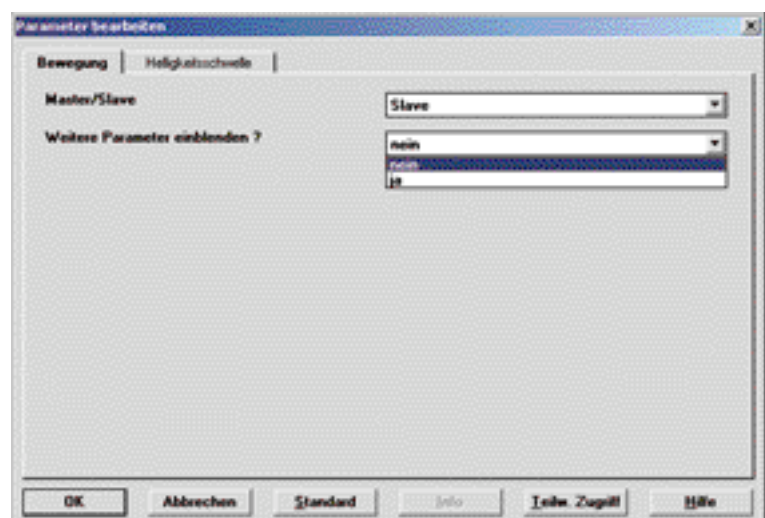 Parameter bearbeiten
Bewegung Helligkeitsschwelle
Master/Slave Slave
Weitere Parameter einblenden ? nein
nein
ja
OK Abbrechen Standard Info Teilw. Zugriff Hilfe